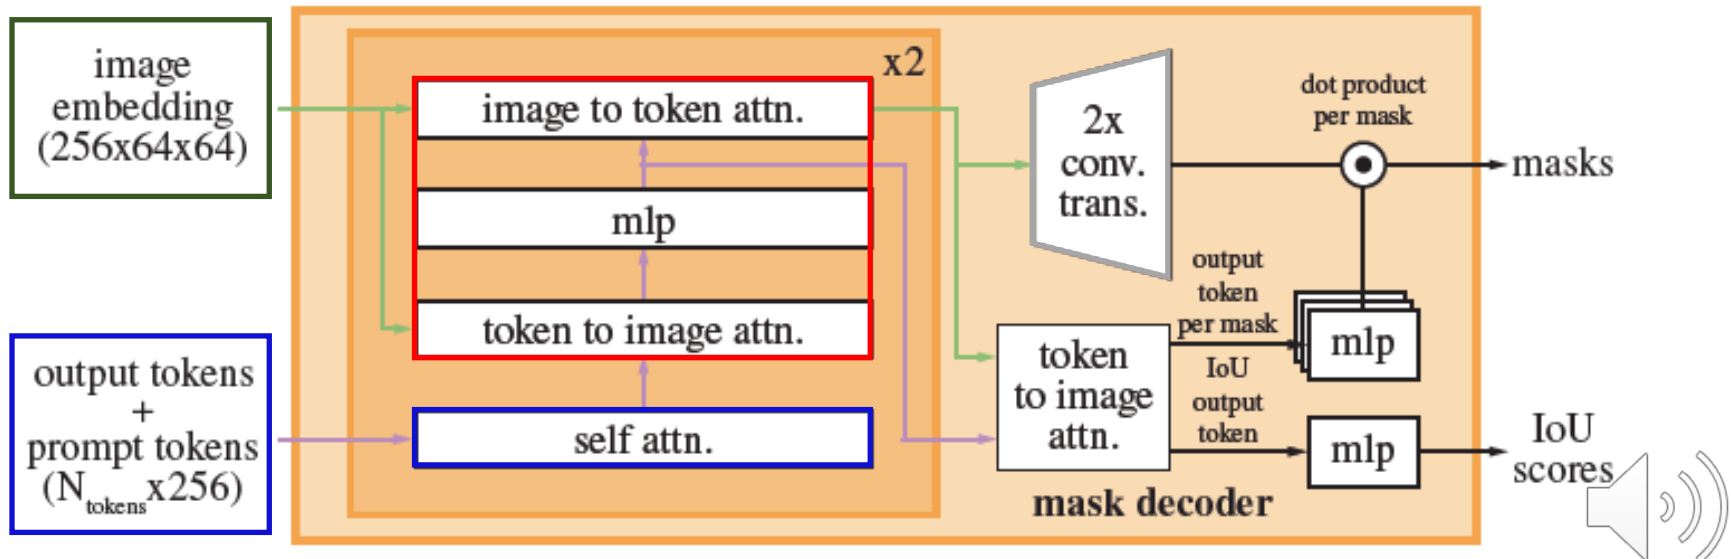 image
embedding
(256x64x64)
output tokens
+
prompt tokens
(Ntokensx256)
x2
image to token attn.
mlp
token to image attn.
self attn.
2x
conv.
trans.
dot product
per mask
masks
output
token
per mask
mlp
token
to image
attn.
IoU
output
token
mlp
IoU
scores
mask decoder